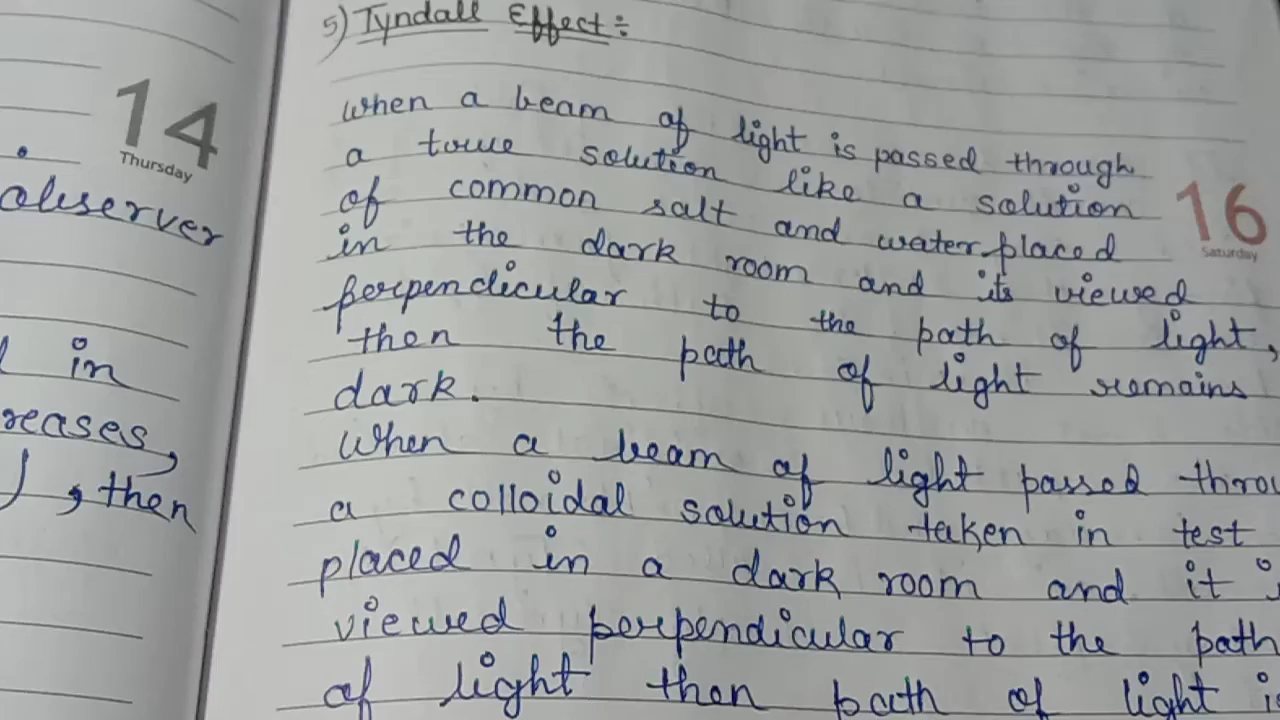 14
Thursday
observer
in
reases,
, then
5) Tyndall Effect ÷
when a beam of light is passed through
a true solution like a solution
of common salt and water placed
in the dark room and its viewed
perpendicular to the path of light,
then the path of light remains
dark.
16
Saturday
When a beam of light passed throu
a colloidal solution taken in test
placed in a dark room and it
viewed perpendicular to the path
of light then path of light i